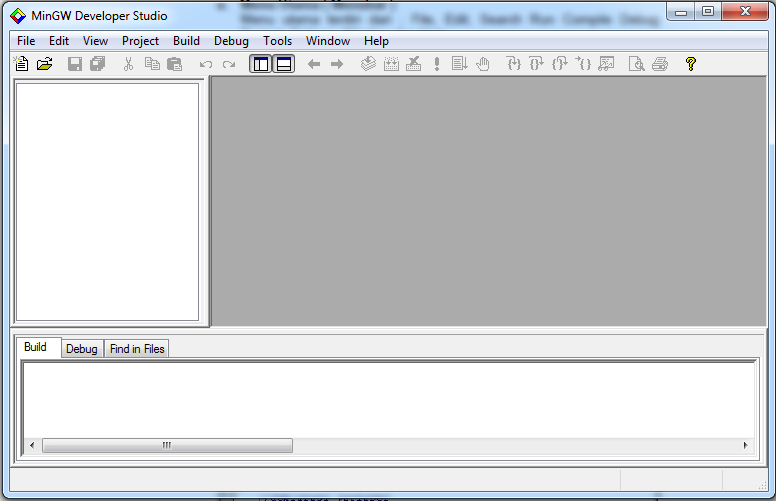 MinGW Developer Studio
File Edit View Project Build Debug Tools Window Help
Build Debug Find in Files